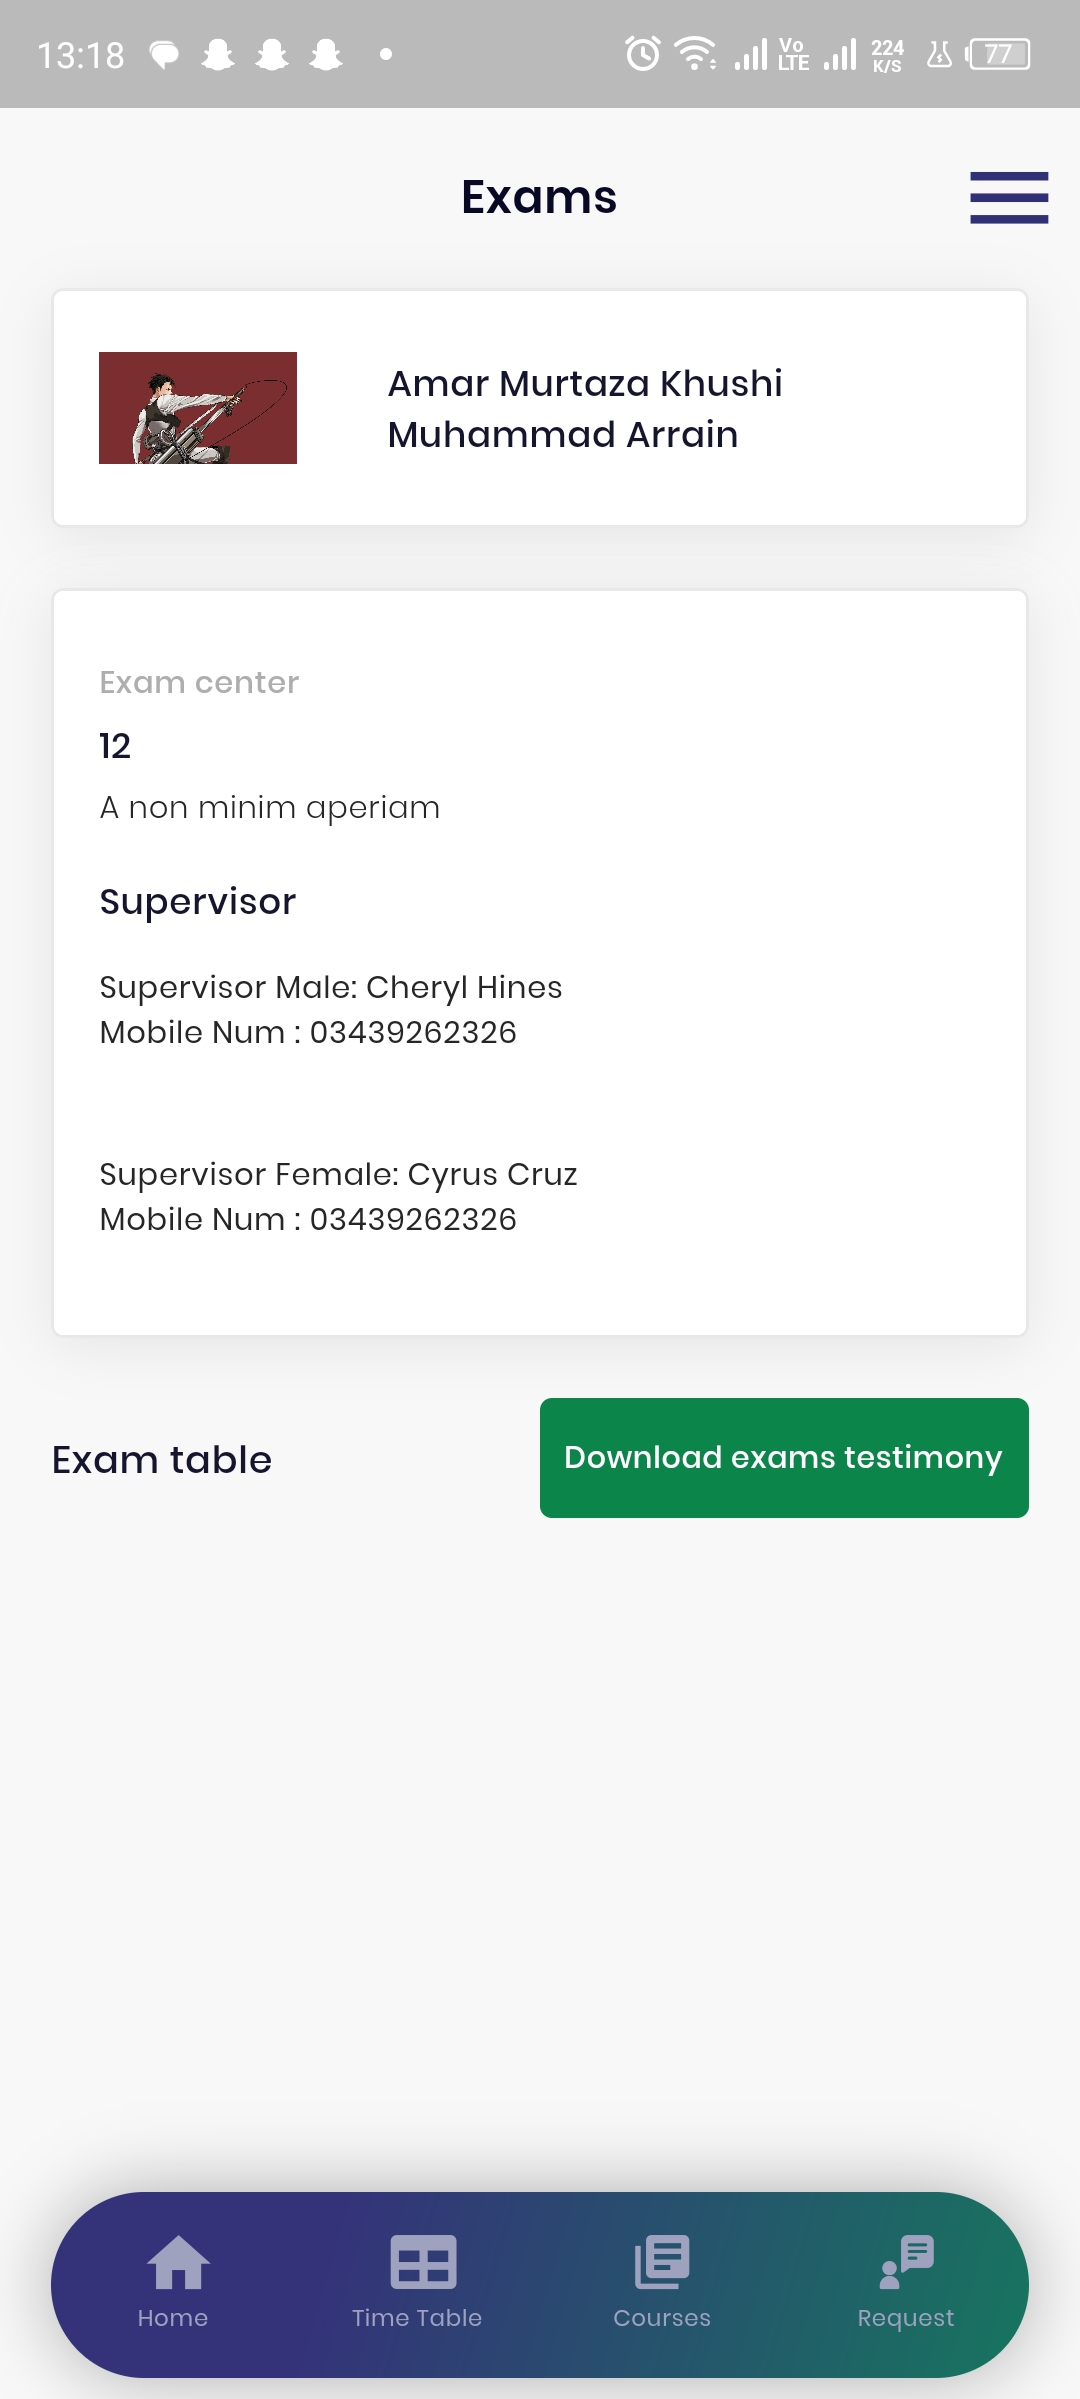 13:18
Vo
LTE
224
K/S
77
Exams
Amar Murtaza Khushi
Muhammad Arrain
Exam center
12
A non minim aperiam
Supervisor
Supervisor Male: Cheryl Hines
Mobile Num : 03439262326
Supervisor Female: Cyrus Cruz
Mobile Num : 03439262326
Exam table
Download exams testimony
Home
Time Table
Courses
Request